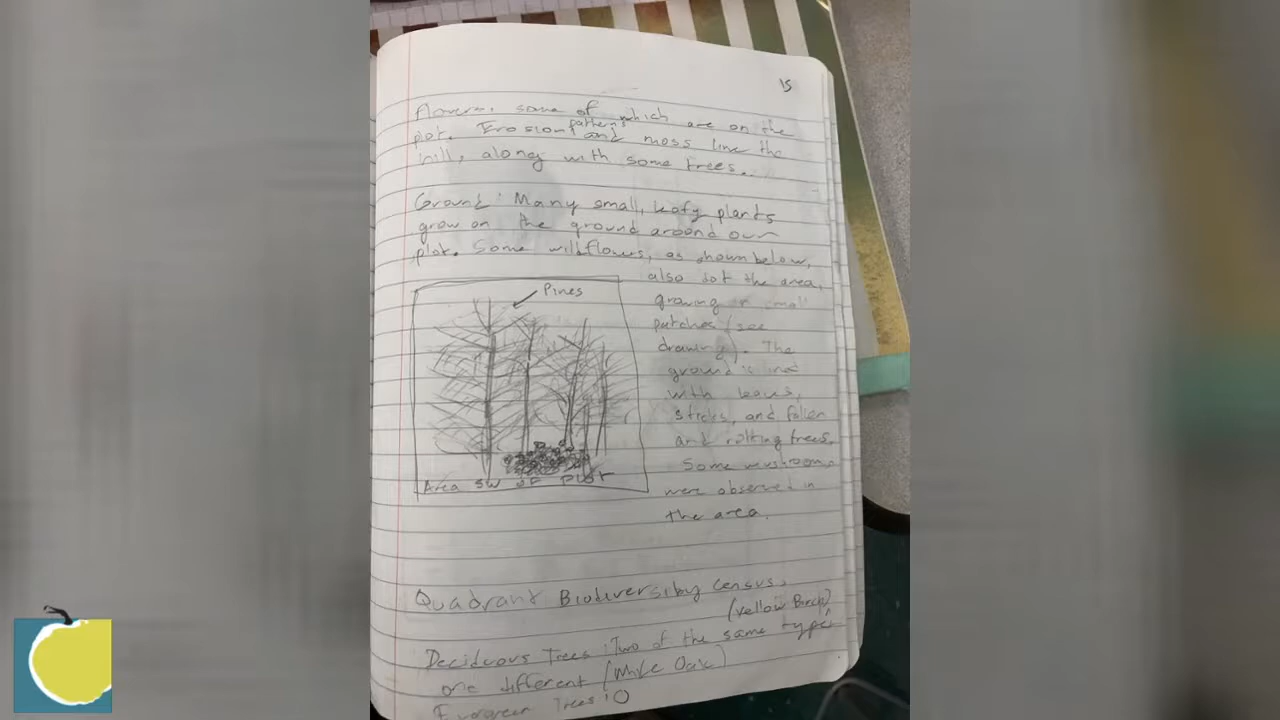 15
flowers. some of which are on the
plot. Erosion patterns and moss line the
hill, along with some trees.
Ground: Many small, leafy plants
grow on the ground around our
plot. Some wildflowers, as shown below,
also dot the area,
growing in small
patches (see
drawing). The
ground is lined
with leaves,
sticks, and fallen
and rotting trees.
Some mushrooms
were observed in
the area.
Pines
Area SW OF PLOT
Quadrant Biodiversity Census,
(Yellow Birch)
Deciduous Trees: Two of the same type,
one different (White Oak)
Evergreen Trees: 0